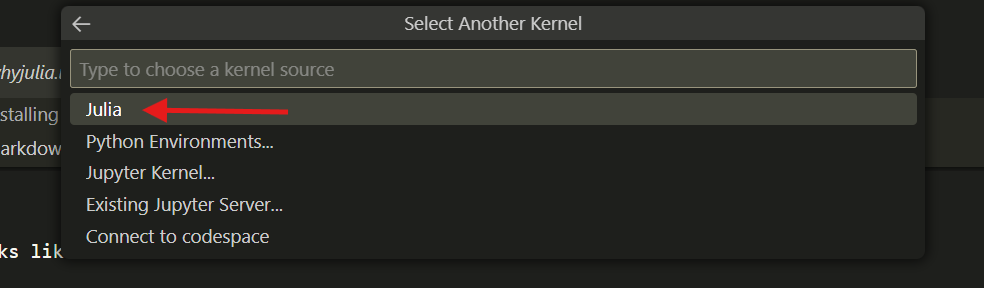 Select Another Kernel
Type to choose a kernel source
hyjulia.
Julia
stalling
Python Environments...
arkdow
Jupyter Kernel...
Existing Jupyter Server...
Connect to codespace
ks lik